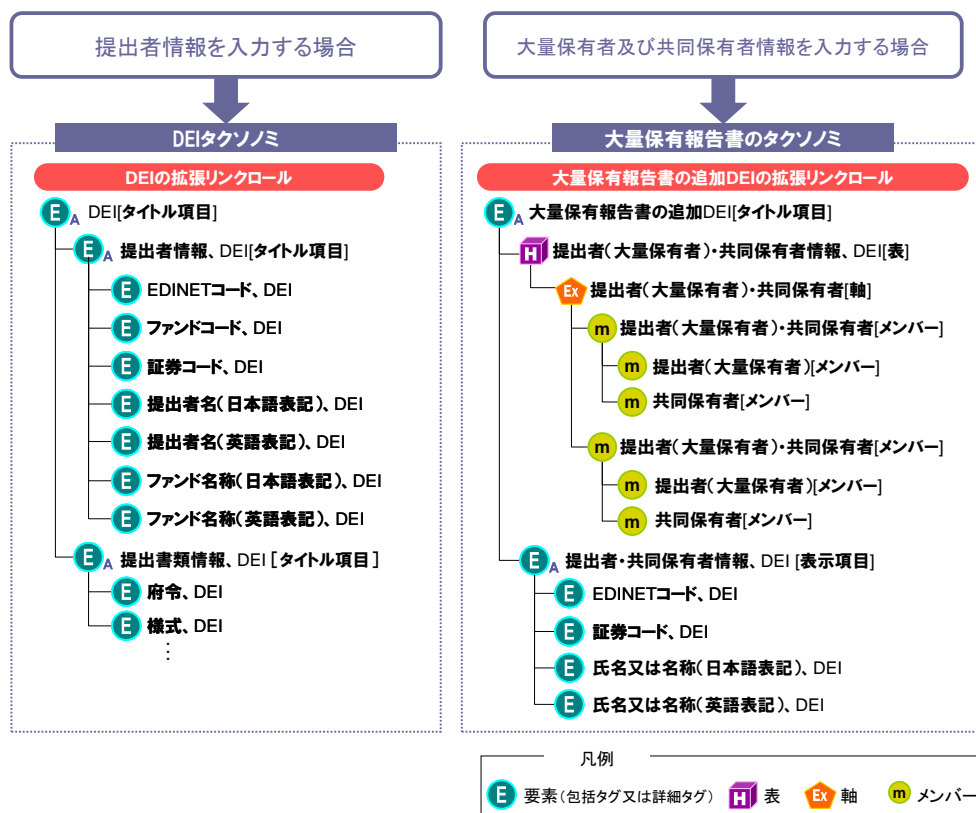 提出者情報を入力する場合
DEIタクソノミ
DEIの拡張リンクロール
E A DEI[タイトル項目]
E A 提出者情報、DEI[タイトル項目]
E EDINETコード、DEI
E ファンドコード、DEI
E 証券コード、DEI
E 提出者名(日本語表記)、DEI
E 提出者名(英語表記)、DEI
E ファンド名称(日本語表記)、DEI
E ファンド名称(英語表記)、DEI
E A 提出書類情報、DEI [タイトル項目]
E 府令、DEI
E 様式、DEI
⋮
大量保有者及び共同保有者情報を入力する場合
大量保有報告書のタクソノミ
大量保有報告書の追加DEIの拡張リンクロール
E A 大量保有報告書の追加DEI[タイトル項目]
H 提出者(大量保有者)・共同保有者情報、DEI[表]
Ex 提出者(大量保有者)・共同保有者[軸]
m 提出者(大量保有者)・共同保有者[メンバー]
m 提出者(大量保有者)[メンバー]
m 共同保有者[メンバー]
m 提出者(大量保有者)・共同保有者[メンバー]
m 提出者(大量保有者)[メンバー]
m 共同保有者[メンバー]
E A 提出者・共同保有者情報、DEI [表示項目]
E EDINETコード、DEI
E 証券コード、DEI
E 氏名又は名称(日本語表記)、DEI
E 氏名又は名称(英語表記)、DEI
凡例
E 要素(包括タグ又は詳細タグ) H 表 Ex 軸 m メンバー